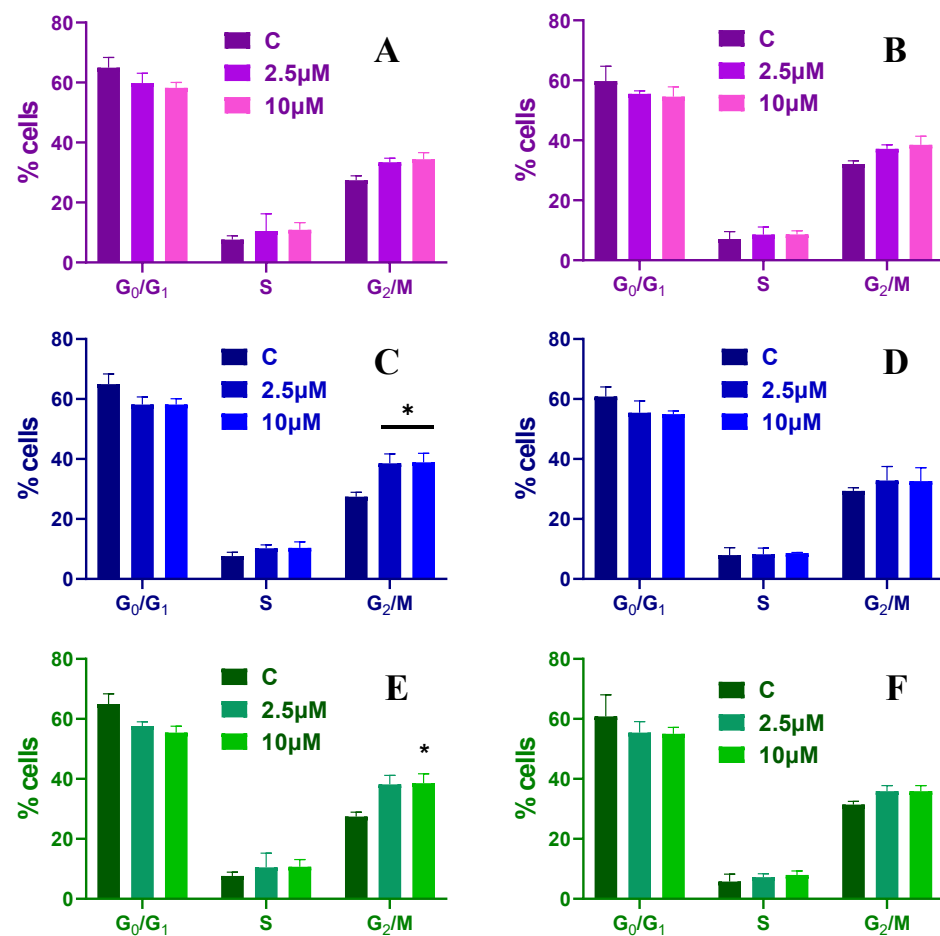 A
C
2.5µM
10µM
% cells
80
60
40
20
0
G₀/G₁ S G₂/M
B
C
2.5µM
10µM
% cells
80
60
40
20
0
G₀/G₁ S G₂/M
C
C
2.5µM
10µM
*
% cells
80
60
40
20
0
G₀/G₁ S G₂/M
D
C
2.5µM
10µM
% cells
80
60
40
20
0
G₀/G₁ S G₂/M
E
C
2.5µM
10µM
*
% cells
80
60
40
20
0
G₀/G₁ S G₂/M
F
C
2.5µM
10µM
% cells
80
60
40
20
0
G₀/G₁ S G₂/M